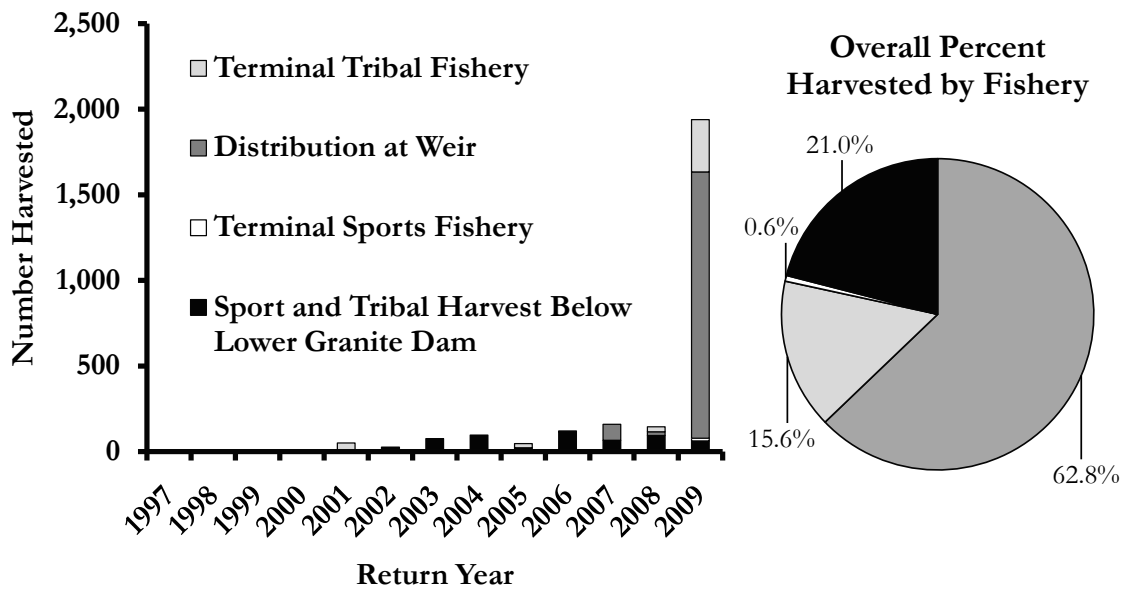 2,500
2,000
1,500
1,000
500
0
Number Harvested
Terminal Tribal Fishery
Distribution at Weir
Terminal Sports Fishery
Sport and Tribal Harvest Below
Lower Granite Dam
1997
1998
1999
2000
2001
2002
2003
2004
2005
2006
2007
2008
2009
Return Year
Overall Percent
Harvested by Fishery
21.0%
0.6%
15.6%
62.8%